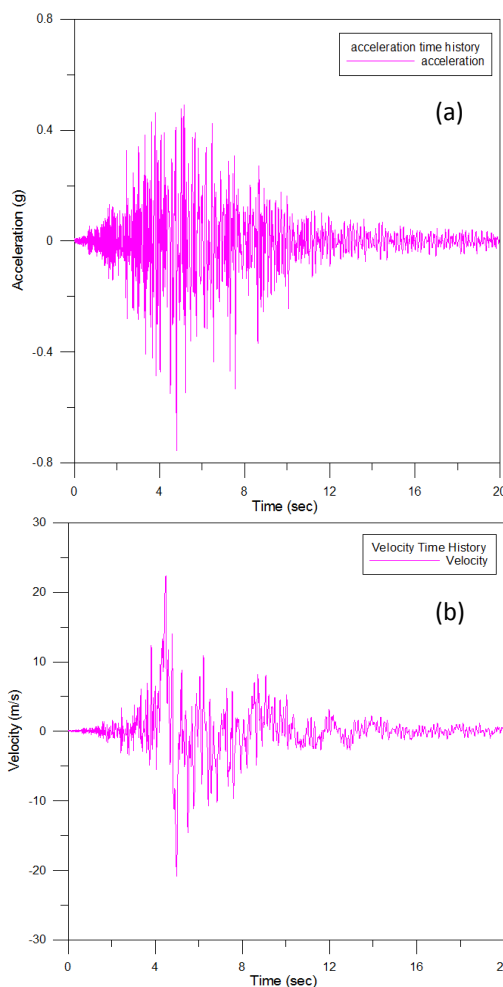 0.8
acceleration time history
acceleration
(a)
0.4
Acceleration (g)
0
-0.4
-0.8
0
4
8
12
16
20
Time (sec)
30
Velocity Time History
Velocity
20
(b)
10
Velocity (m/s)
0
-10
-20
-30
0
4
8
12
16
20
Time (sec)